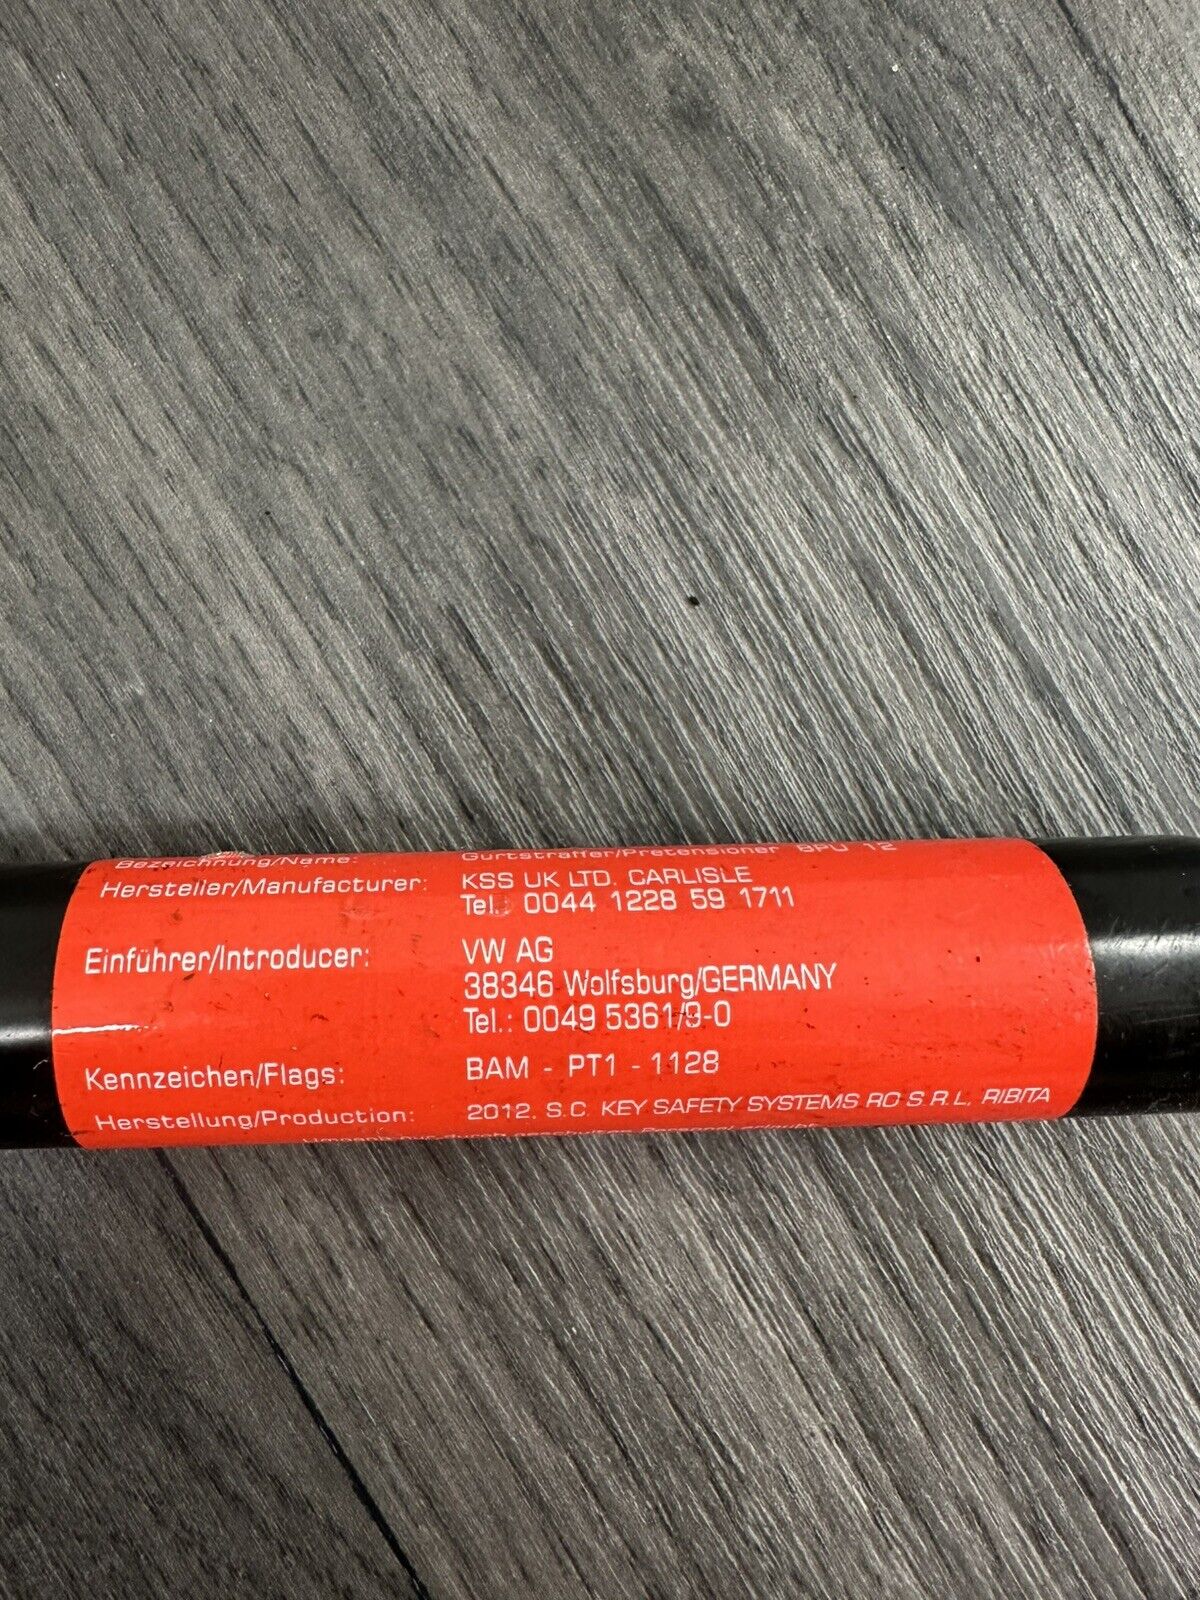 Bezeichnung/Name: Gurtstraffer/Pretensioner BPU 12
Hersteller/Manufacturer: KSS UK LTD. CARLISLE
Tel.: 0044 1228 59 1711
Einführer/Introducer: VW AG
38346 Wolfsburg/GERMANY
Tel.: 0049 5361/9-0
Kennzeichen/Flags: BAM - PT1 - 1128
Herstellung/Production: 2012. S.C. KEY SAFETY SYSTEMS RO S.R.L, RIBITA
Personal erlaubt